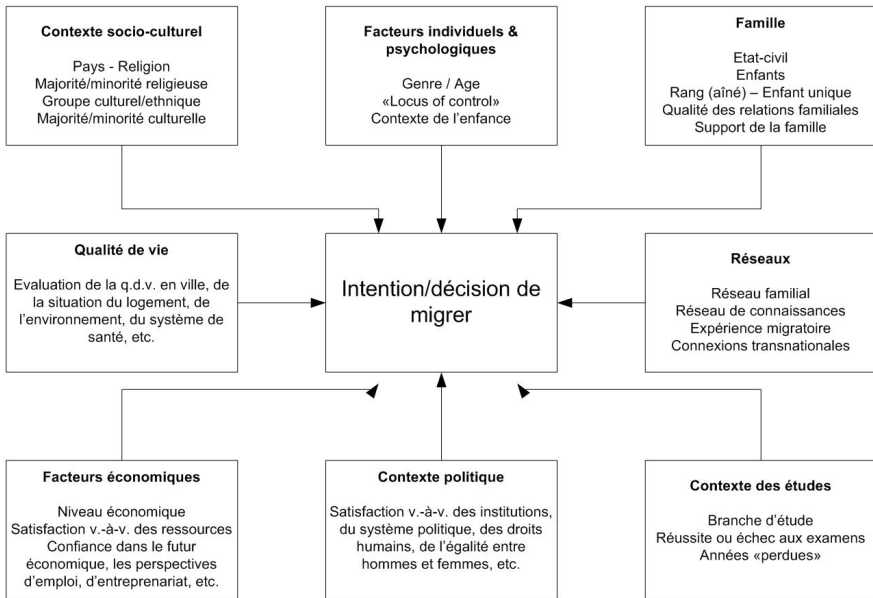 Contexte socio-culturel
Pays - Religion
Majorité/minorité religieuse
Groupe culturel/ethnique
Majorité/minorité culturelle
Facteurs individuels &
psychologiques
Genre / Age
«Locus of control»
Contexte de l'enfance
Famille
Etat-civil
Enfants
Rang (aîné) – Enfant unique
Qualité des relations familiales
Support de la famille
Qualité de vie
Evaluation de la q.d.v. en ville, de
la situation du logement, de
l'environnement, du système de
santé, etc.
Intention/décision de
migrer
Réseaux
Réseau familial
Réseau de connaissances
Expérience migratoire
Connexions transnationales
Facteurs économiques
Niveau économique
Satisfaction v.-à-v. des ressources
Confiance dans le futur
économique, les perspectives
d'emploi, d'entreprenariat, etc.
Contexte politique
Satisfaction v.-à-v. des institutions,
du système politique, des droits
humains, de l'égalité entre
hommes et femmes, etc.
Contexte des études
Branche d'étude
Réussite ou échec aux examens
Années «perdues»